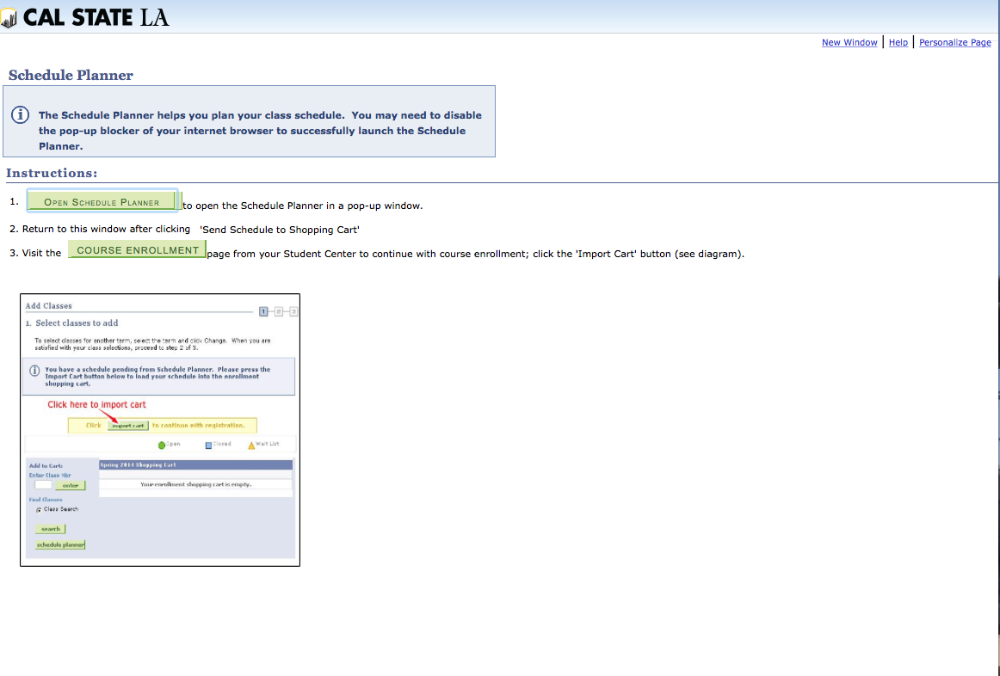 CAL STATE LA
New Window | Help | Personalize Page
Schedule Planner
The Schedule Planner helps you plan your class schedule.  You may need to disable
the pop-up blocker of your internet browser to successfully launch the Schedule
Planner.
Instructions:
1. OPEN SCHEDULE PLANNER to open the Schedule Planner in a pop-up window.
2. Return to this window after clicking 'Send Schedule to Shopping Cart'
3. Visit the COURSE ENROLLMENT page from your Student Center to continue with course enrollment; click the 'Import Cart' button (see diagram).
Add Classes
1 2 3
1. Select classes to add
To select classes for another term, select the term and click Change. When you are
satisfied with your class selections, proceed to step 2 of 3.
You have a schedule pending from Schedule Planner. Please press the
Import Cart button below to load your schedule into the enrollment
shopping cart.
Click here to import cart
Click import cart to continue with registration.
Open Closed Wait List
Add to Cart:
Spring 2014 Shopping Cart
Enter Class Nbr
enter
Your enrollment shopping cart is empty.
Find Classes
Class Search
search
schedule planner